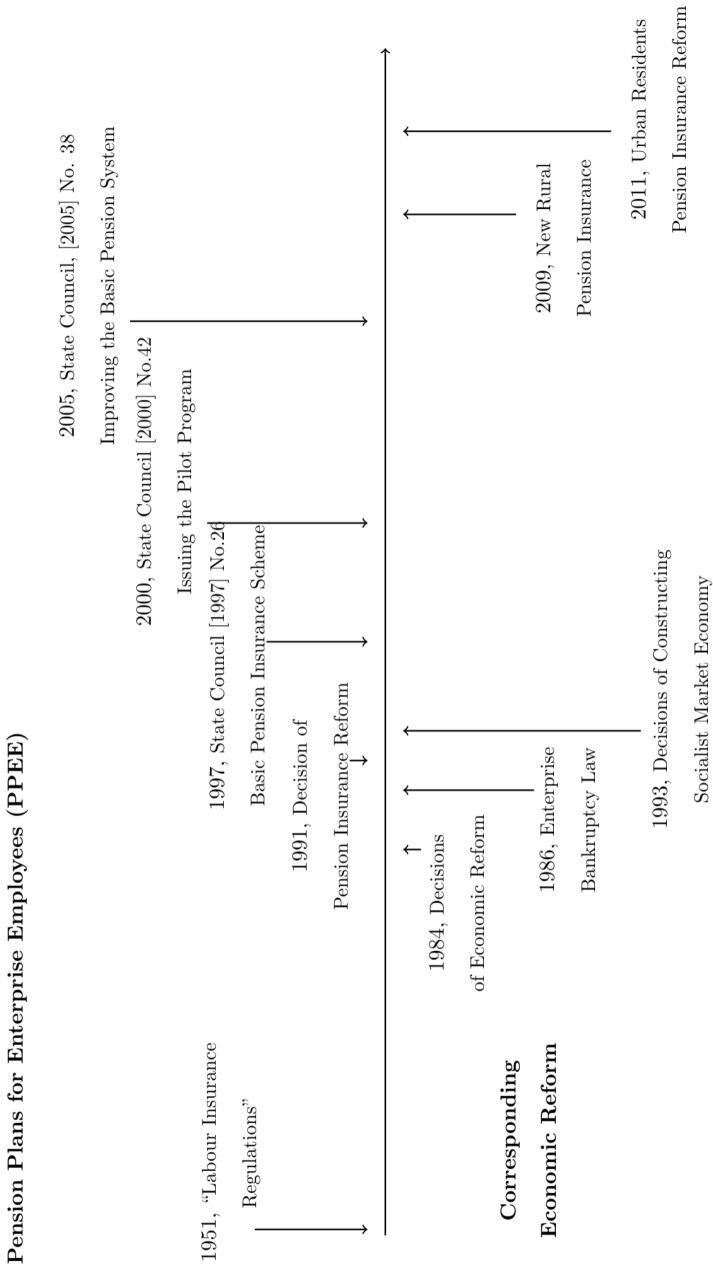 Pension Plans for Enterprise Employees (PPEE)
2005, State Council, [2005] No. 38
Improving the Basic Pension System
2000, State Council [2000] No.42
Issuing the Pilot Program
1997, State Council [1997] No.26
Basic Pension Insurance Scheme
1991, Decision of
Pension Insurance Reform
1951, “Labour Insurance
Regulations”
1984, Decisions
of Economic Reform
1986, Enterprise
Bankruptcy Law
1993, Decisions of Constructing
Socialist Market Economy
2009, New Rural
Pension Insurance
2011, Urban Residents
Pension Insurance Reform
Corresponding
Economic Reform